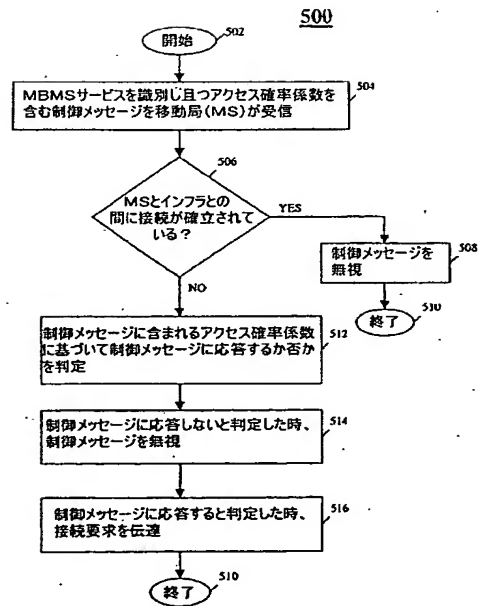 500
開始
502
MBMSサービスを識別し且つアクセス確率係数を
含む制御メッセージを移動局(MS)が受信
504
506
MSとインフラとの
間に接続が確立されて
いる?
YES
制御メッセージを
無視
508
終了
510
NO
制御メッセージに含まれるアクセス確率係数
に基づいて制御メッセージに応答するか否か
を判定
512
制御メッセージに応答しないと判定した時、
制御メッセージを無視
514
制御メッセージに応答すると判定した時、
接続要求を伝達
516
終了
510